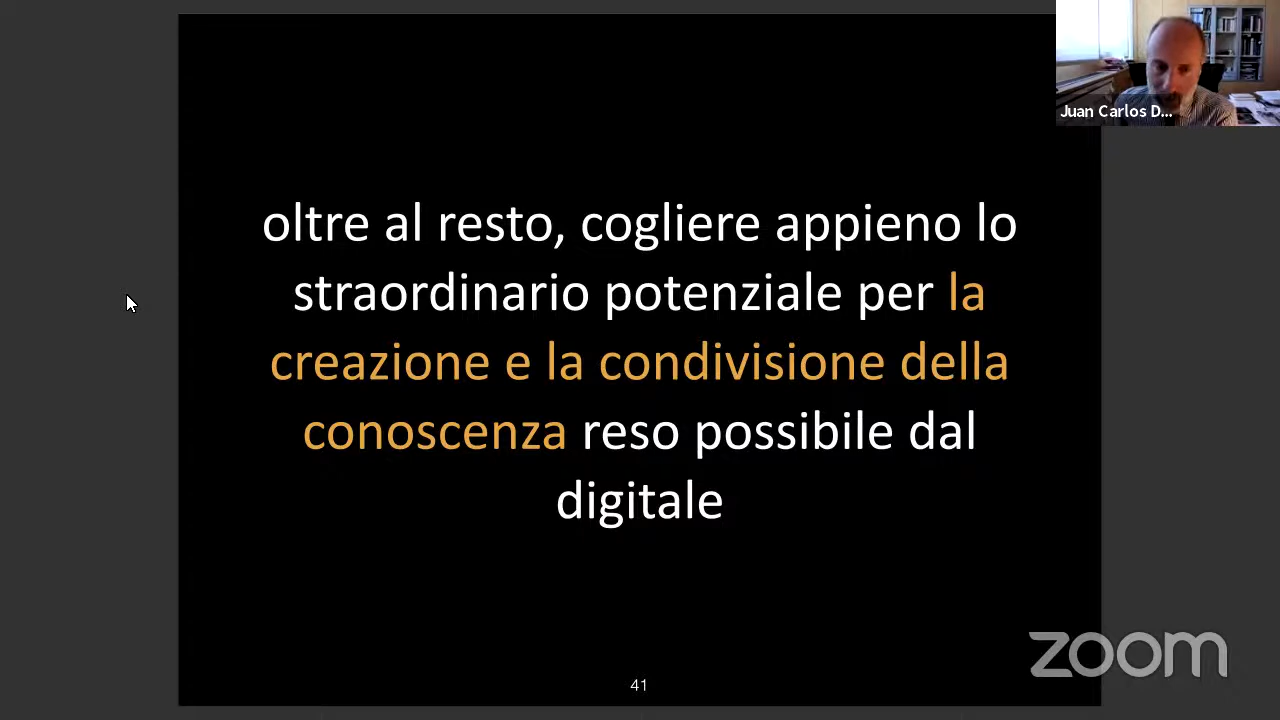 Juan Carlos D...
oltre al resto, cogliere appieno lo
straordinario potenziale per la
creazione e la condivisione della
conoscenza reso possibile dal
digitale
41
zoom